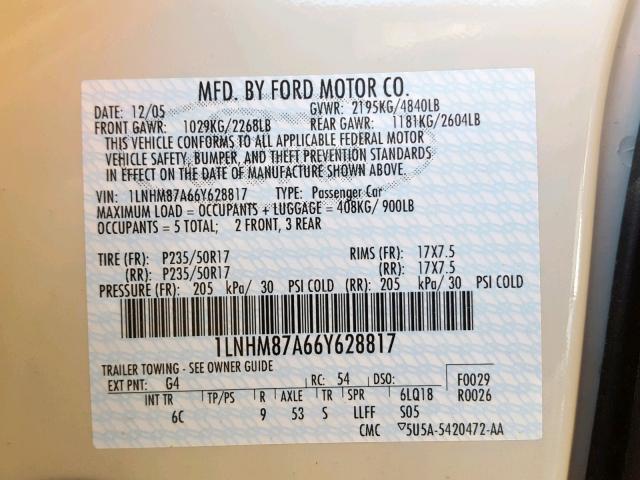 MFD. BY FORD MOTOR CO.
DATE: 12/05 GVWR: 2195KG/4840LB
FRONT GAWR: 1029KG/2268LB REAR GAWR: 1181KG/2604LB
THIS VEHICLE CONFORMS TO ALL APPLICABLE FEDERAL MOTOR
VEHICLE SAFETY, BUMPER, AND THEFT PREVENTION STANDARDS
IN EFFECT ON THE DATE OF MANUFACTURE SHOWN ABOVE.
VIN: 1LNHM87A66Y628817 TYPE: Passenger Car
MAXIMUM LOAD = OCCUPANTS + LUGGAGE = 408KG/ 900LB
OCCUPANTS = 5 TOTAL; 2 FRONT, 3 REAR
TIRE (FR): P235/50R17 RIMS (FR): 17X7.5
(RR): P235/50R17 (RR): 17X7.5
PRESSURE (FR): 205 kPa/ 30 PSI COLD (RR): 205 kPa/ 30 PSI COLD
1LNHM87A66Y628817
TRAILER TOWING - SEE OWNER GUIDE
EXT PNT: G4 RC: 54 DSO: F0029
INT TR TP/PS R AXLE TR SPR 6LQ18 R0026
6C 9 53 S LLFF S05
CMC ▽5U5A-5420472-AA